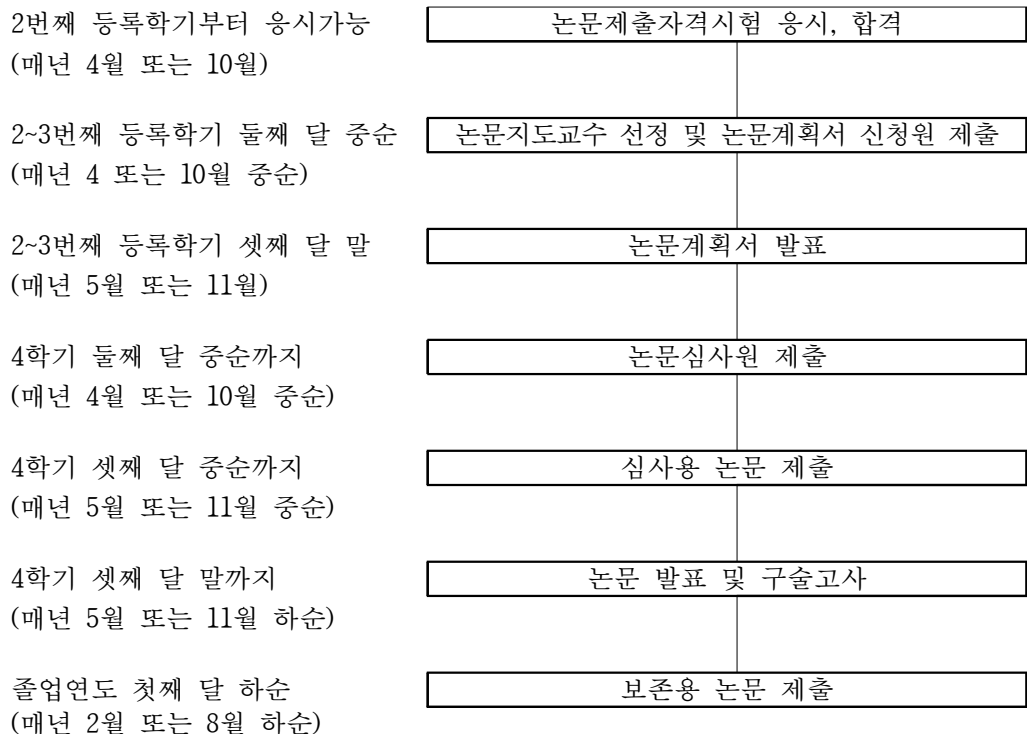 2번째 등록학기부터 응시가능
논문제출자격시험 응시, 합격
(매년 4월 또는 10월)
2~3번째 등록학기 둘째 달 중순
논문지도교수 선정 및 논문계획서 신청원 제출
(매년 4 또는 10월 중순)
2~3번째 등록학기 셋째 달 말
논문계획서 발표
(매년 5월 또는 11월)
4학기 둘째 달 중순까지
논문심사원 제출
(매년 4월 또는 10월 중순)
4학기 셋째 달 중순까지
심사용 논문 제출
(매년 5월 또는 11월 중순)
4학기 셋째 달 말까지
논문 발표 및 구술고사
(매년 5월 또는 11월 하순)
졸업연도 첫째 달 하순
보존용 논문 제출
(매년 2월 또는 8월 하순)